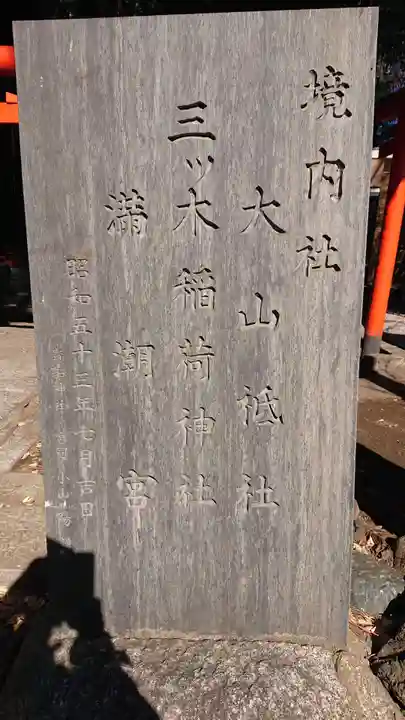 境内社
大山祗社
三ツ木稲荷神社
満潮宮
昭和五十三年七月吉日